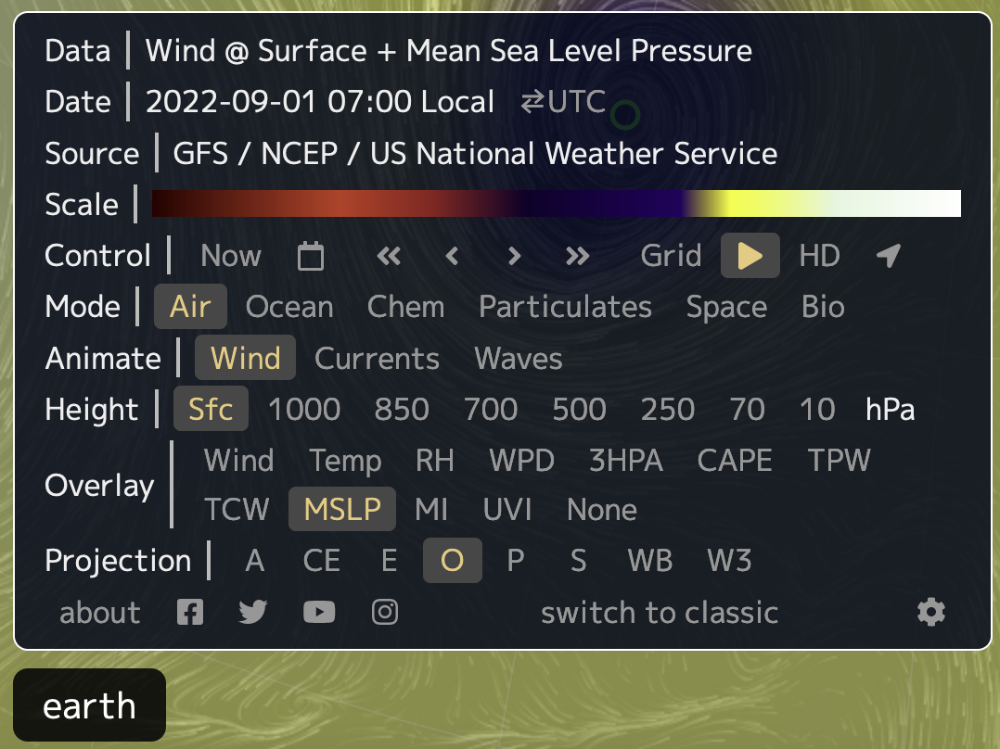 Data | Wind @ Surface + Mean Sea Level Pressure
Date | 2022-09-01 07:00 Local ⇄UTC
Source | GFS / NCEP / US National Weather Service
Scale |
Control | Now « ‹ › » Grid HD
Mode | Air Ocean Chem Particulates Space Bio
Animate | Wind Currents Waves
Height | Sfc 1000 850 700 500 250 70 10 hPa
Overlay | Wind Temp RH WPD 3HPA CAPE TPW
TCW MSLP MI UVI None
Projection | A CE E O P S WB W3
about switch to classic
earth